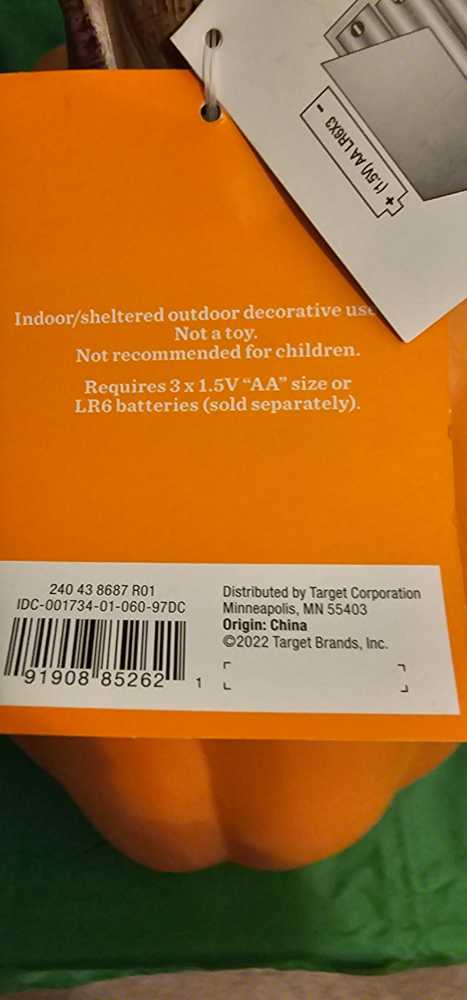 (1.5V) AA LR6X3
+
-
Indoor/sheltered outdoor decorative use
Not a toy.
Not recommended for children.
Requires 3 x 1.5V “AA” size or
LR6 batteries (sold separately).
240 43 8687 R01
IDC-001734-01-060-97DC
91908 85262 1
Distributed by Target Corporation
Minneapolis, MN 55403
Origin: China
©2022 Target Brands, Inc.